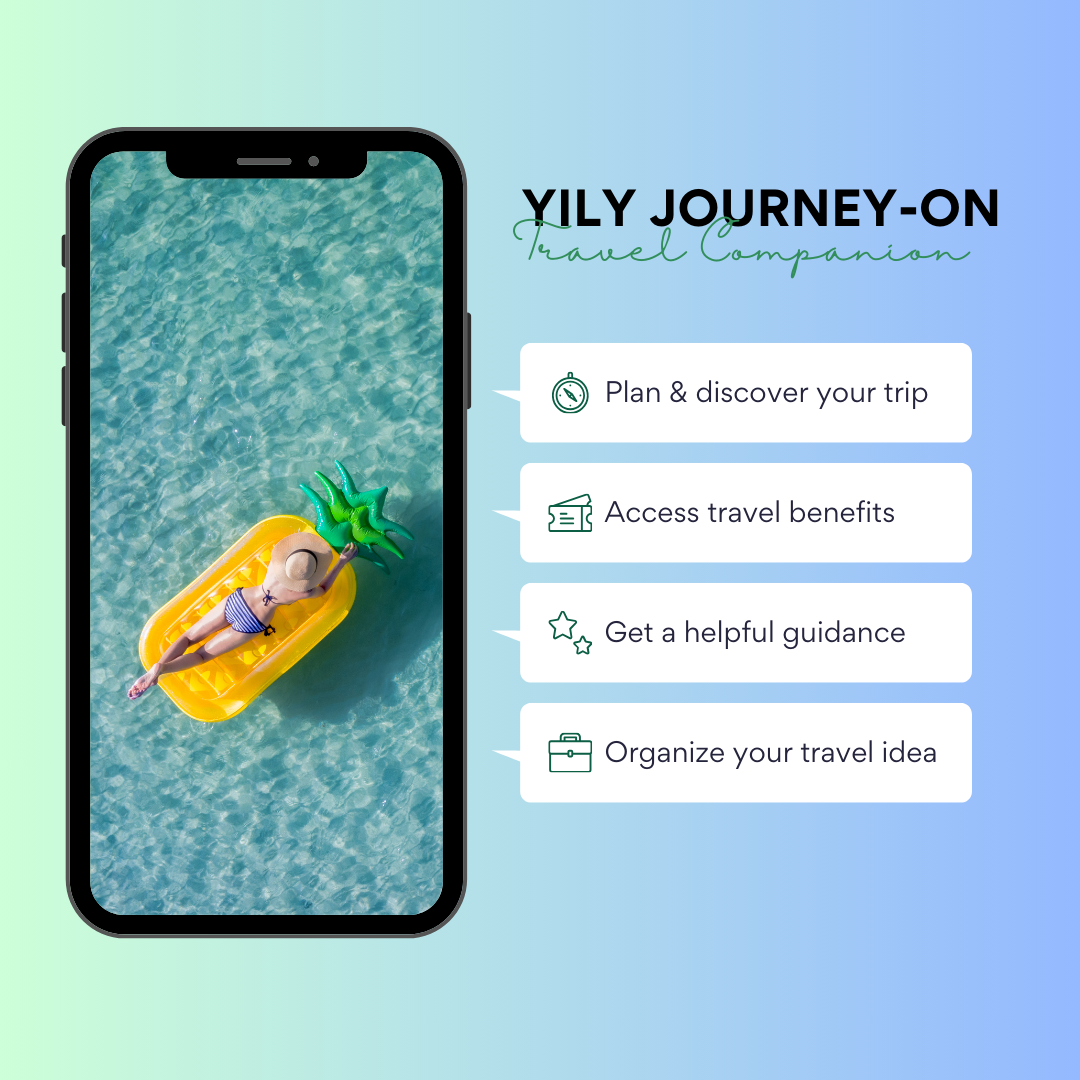 YILY JOURNEY-ON
Travel Companion
Plan & discover your trip
Access travel benefits
Get a helpful guidance
Organize your travel idea